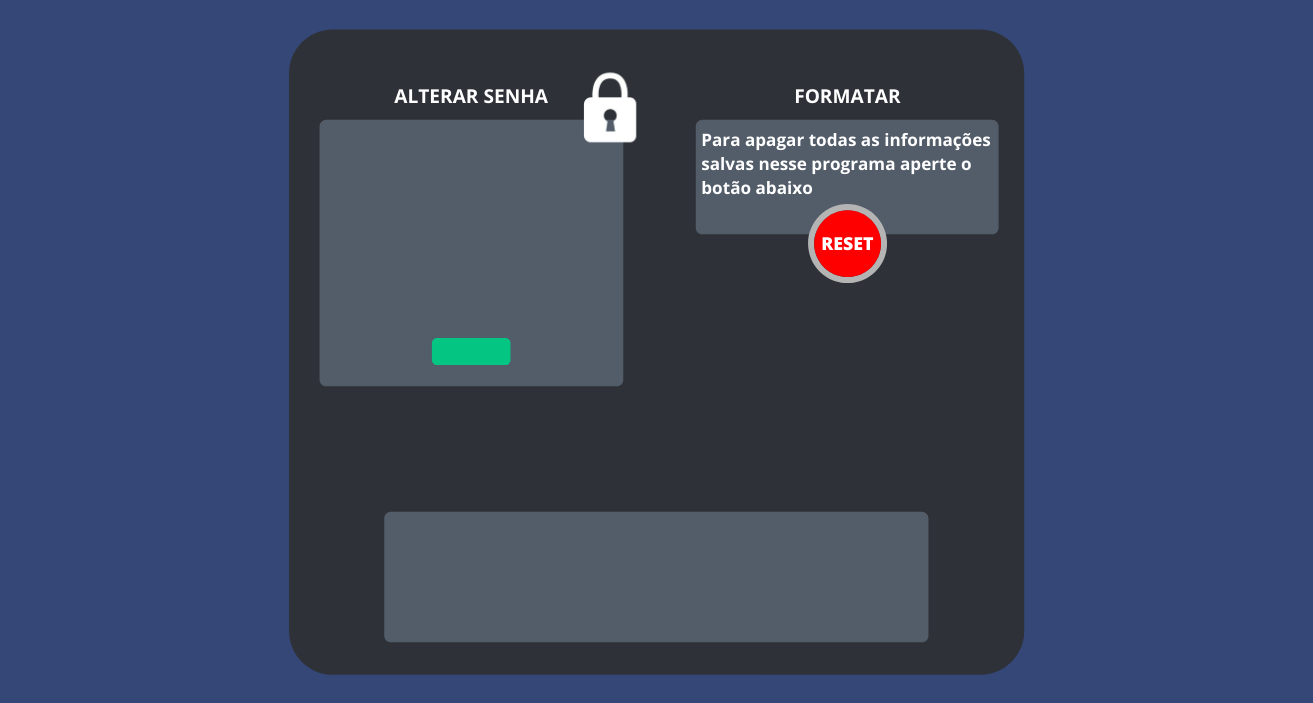 ALTERAR SENHA
FORMATAR
Para apagar todas as informações
salvas nesse programa aperte o
botão abaixo
RESET